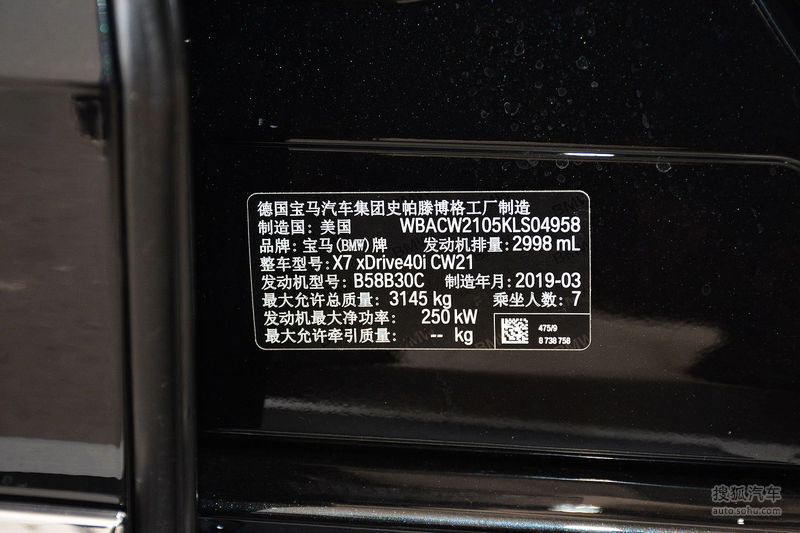 德国宝马汽车集团史帕滕博格工厂制造
制造国：美国 WBACW2105KLS04958
品牌：宝马(BMW)牌 发动机排量：2998 mL
整车型号：X7 xDrive40i CW21
发动机型号：B58B30C 制造年月：2019-03
最大允许总质量：3145 kg 乘坐人数：7
发动机最大净功率：250 kW
最大允许牵引质量：-- kg
475/9
8 738 758
搜狐汽车
auto.sohu.com